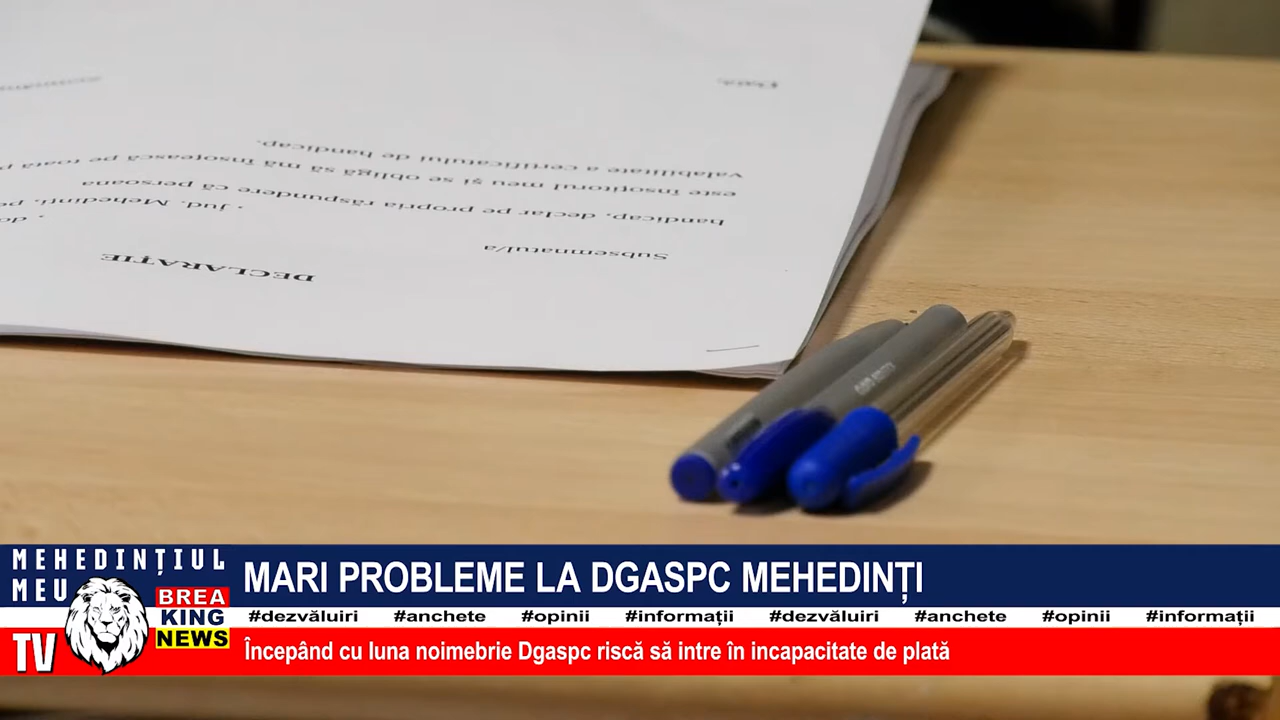 DECLARAȚIE
Subsemnatul/a
, jud. Mehedinți,
handicap, declar pe propria răspundere că persoana
este însoțitorul meu și se obligă să mă însoțească pe toată
valabilitate a certificatului de handicap.
Data,
MEHEDINȚIUL
MEU
TV
BREA
KING
NEWS
MARI PROBLEME LA DGASPC MEHEDINȚI
#dezvăluiri #anchete #opinii #informații #dezvăluiri #anchete #opinii #informații
Începând cu luna noimebrie Dgaspc riscă să intre în incapacitate de plată